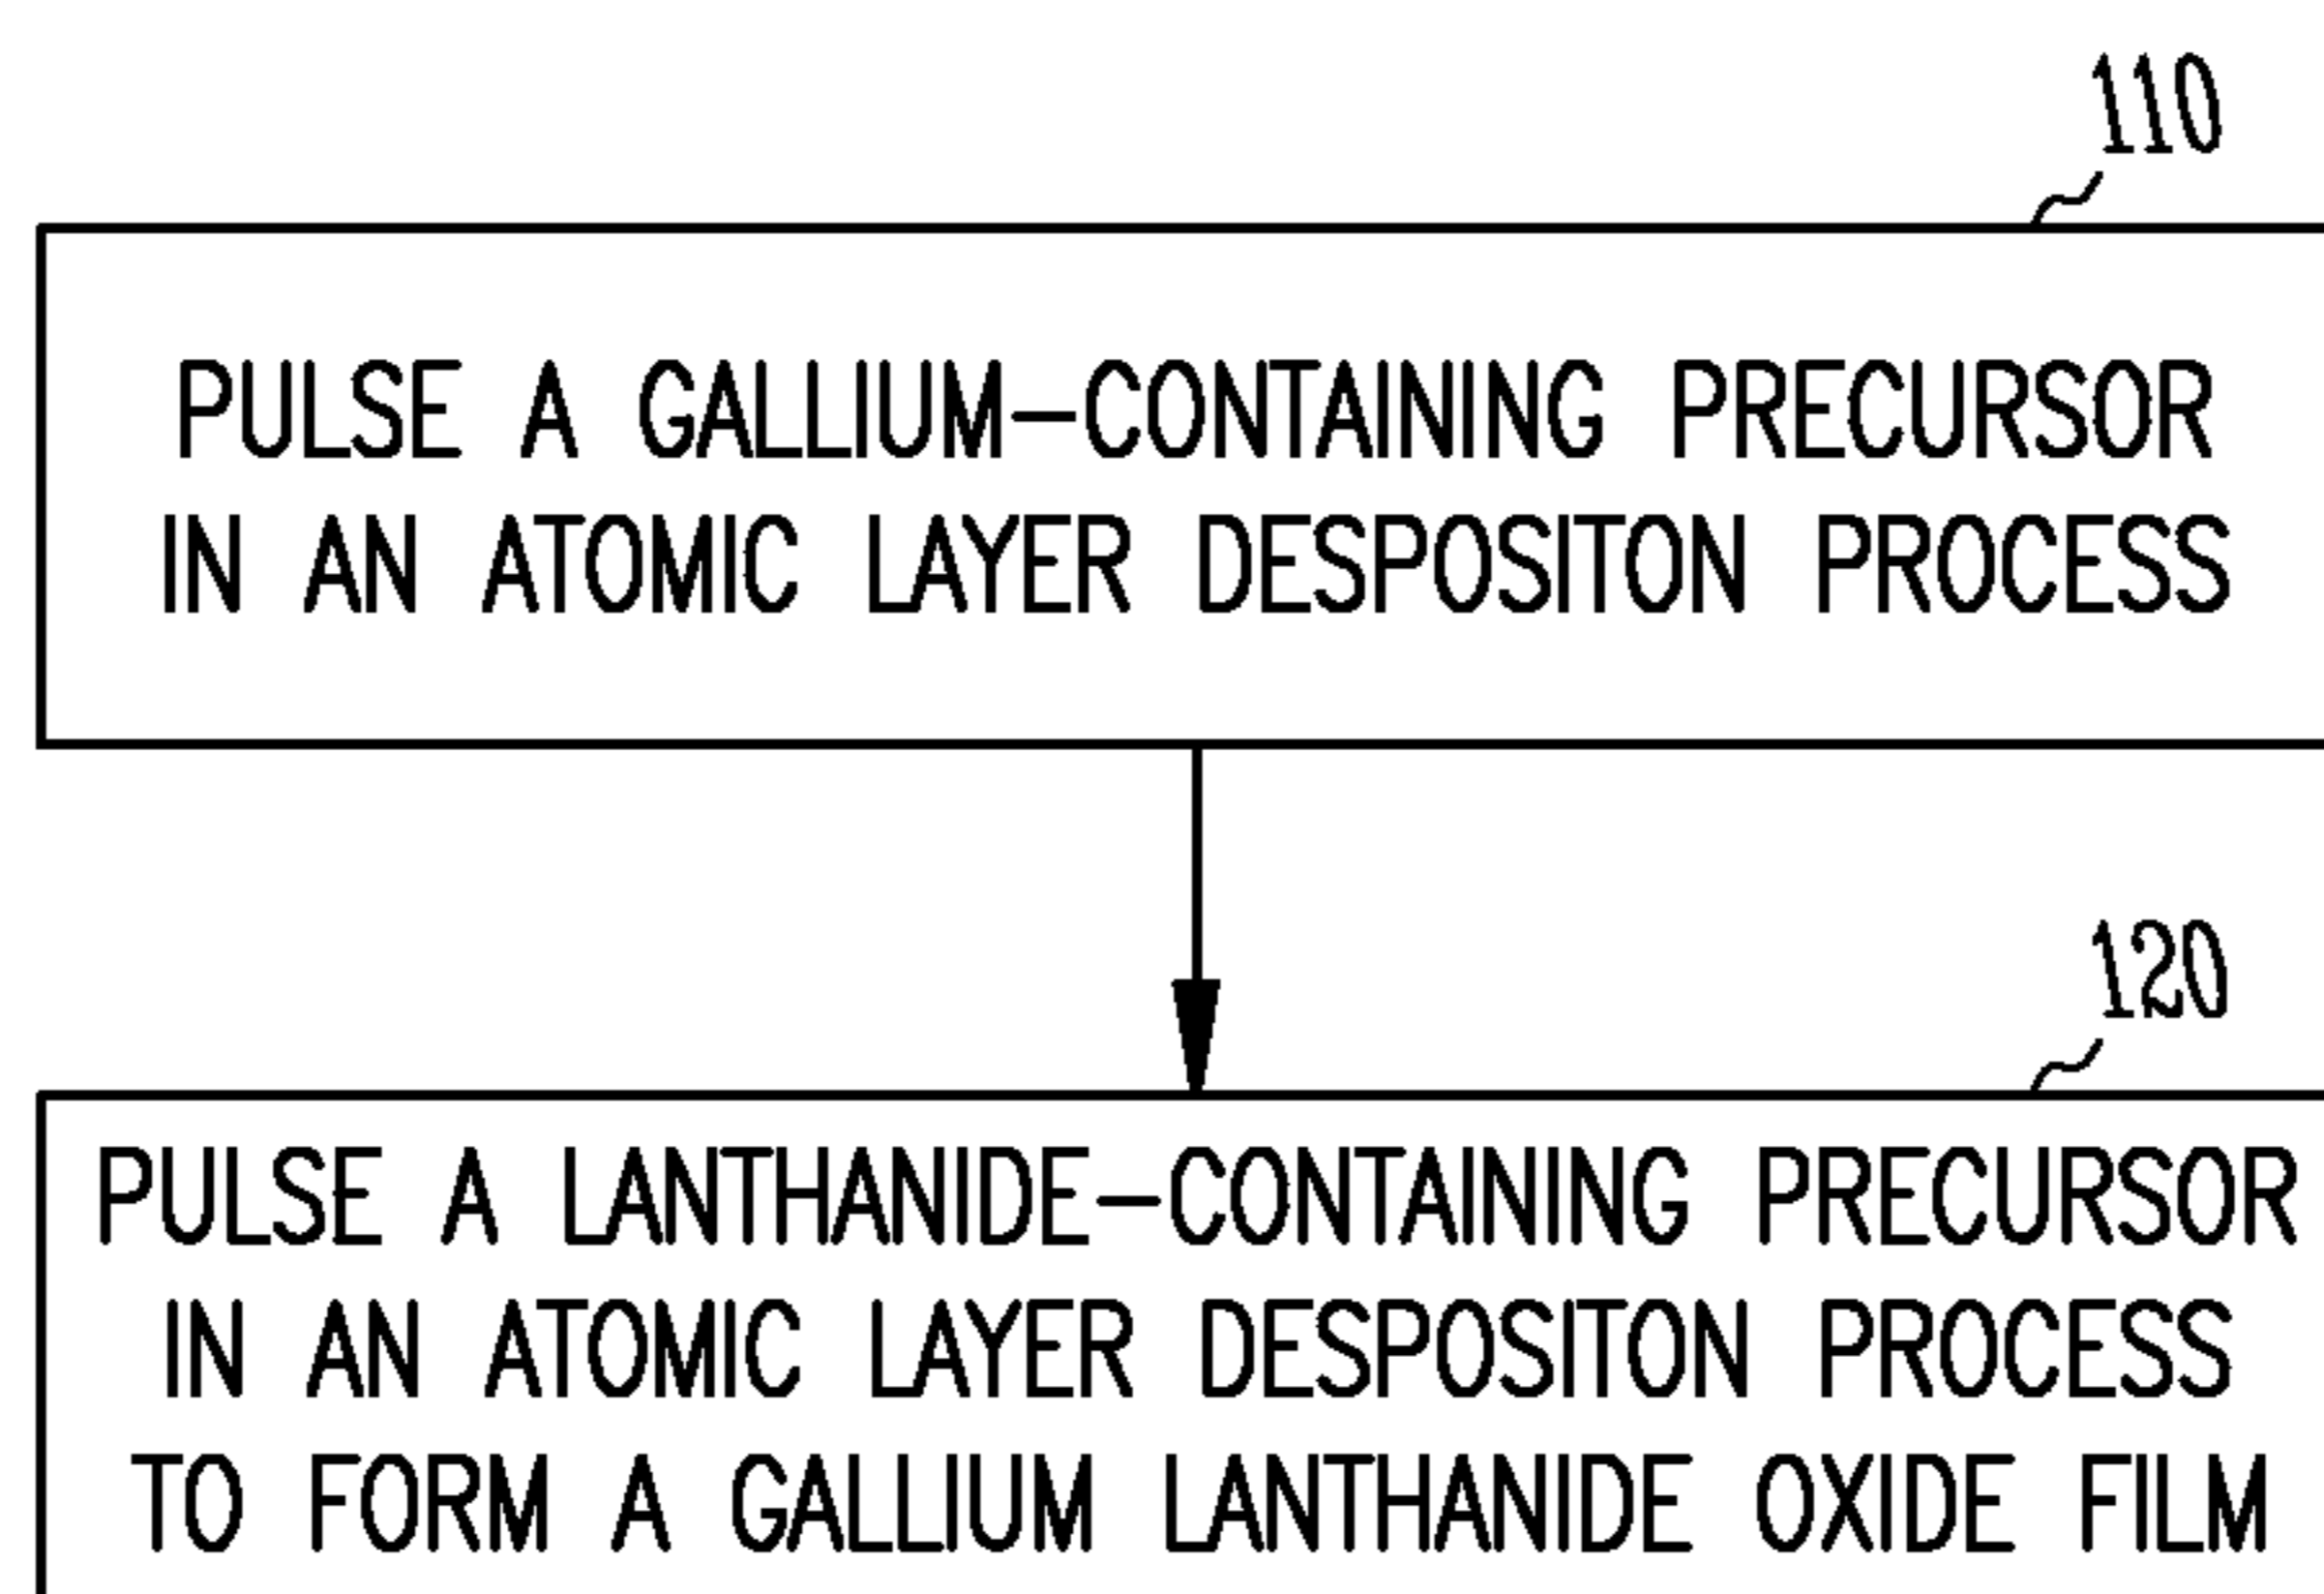 110
PULSE A GALLIUM-CONTAINING PRECURSOR
IN AN ATOMIC LAYER DESPOSITON PROCESS
120
PULSE A LANTHANIDE-CONTAINING PRECURSOR
IN AN ATOMIC LAYER DESPOSITON PROCESS
TO FORM A GALLIUM LANTHANIDE OXIDE FILM